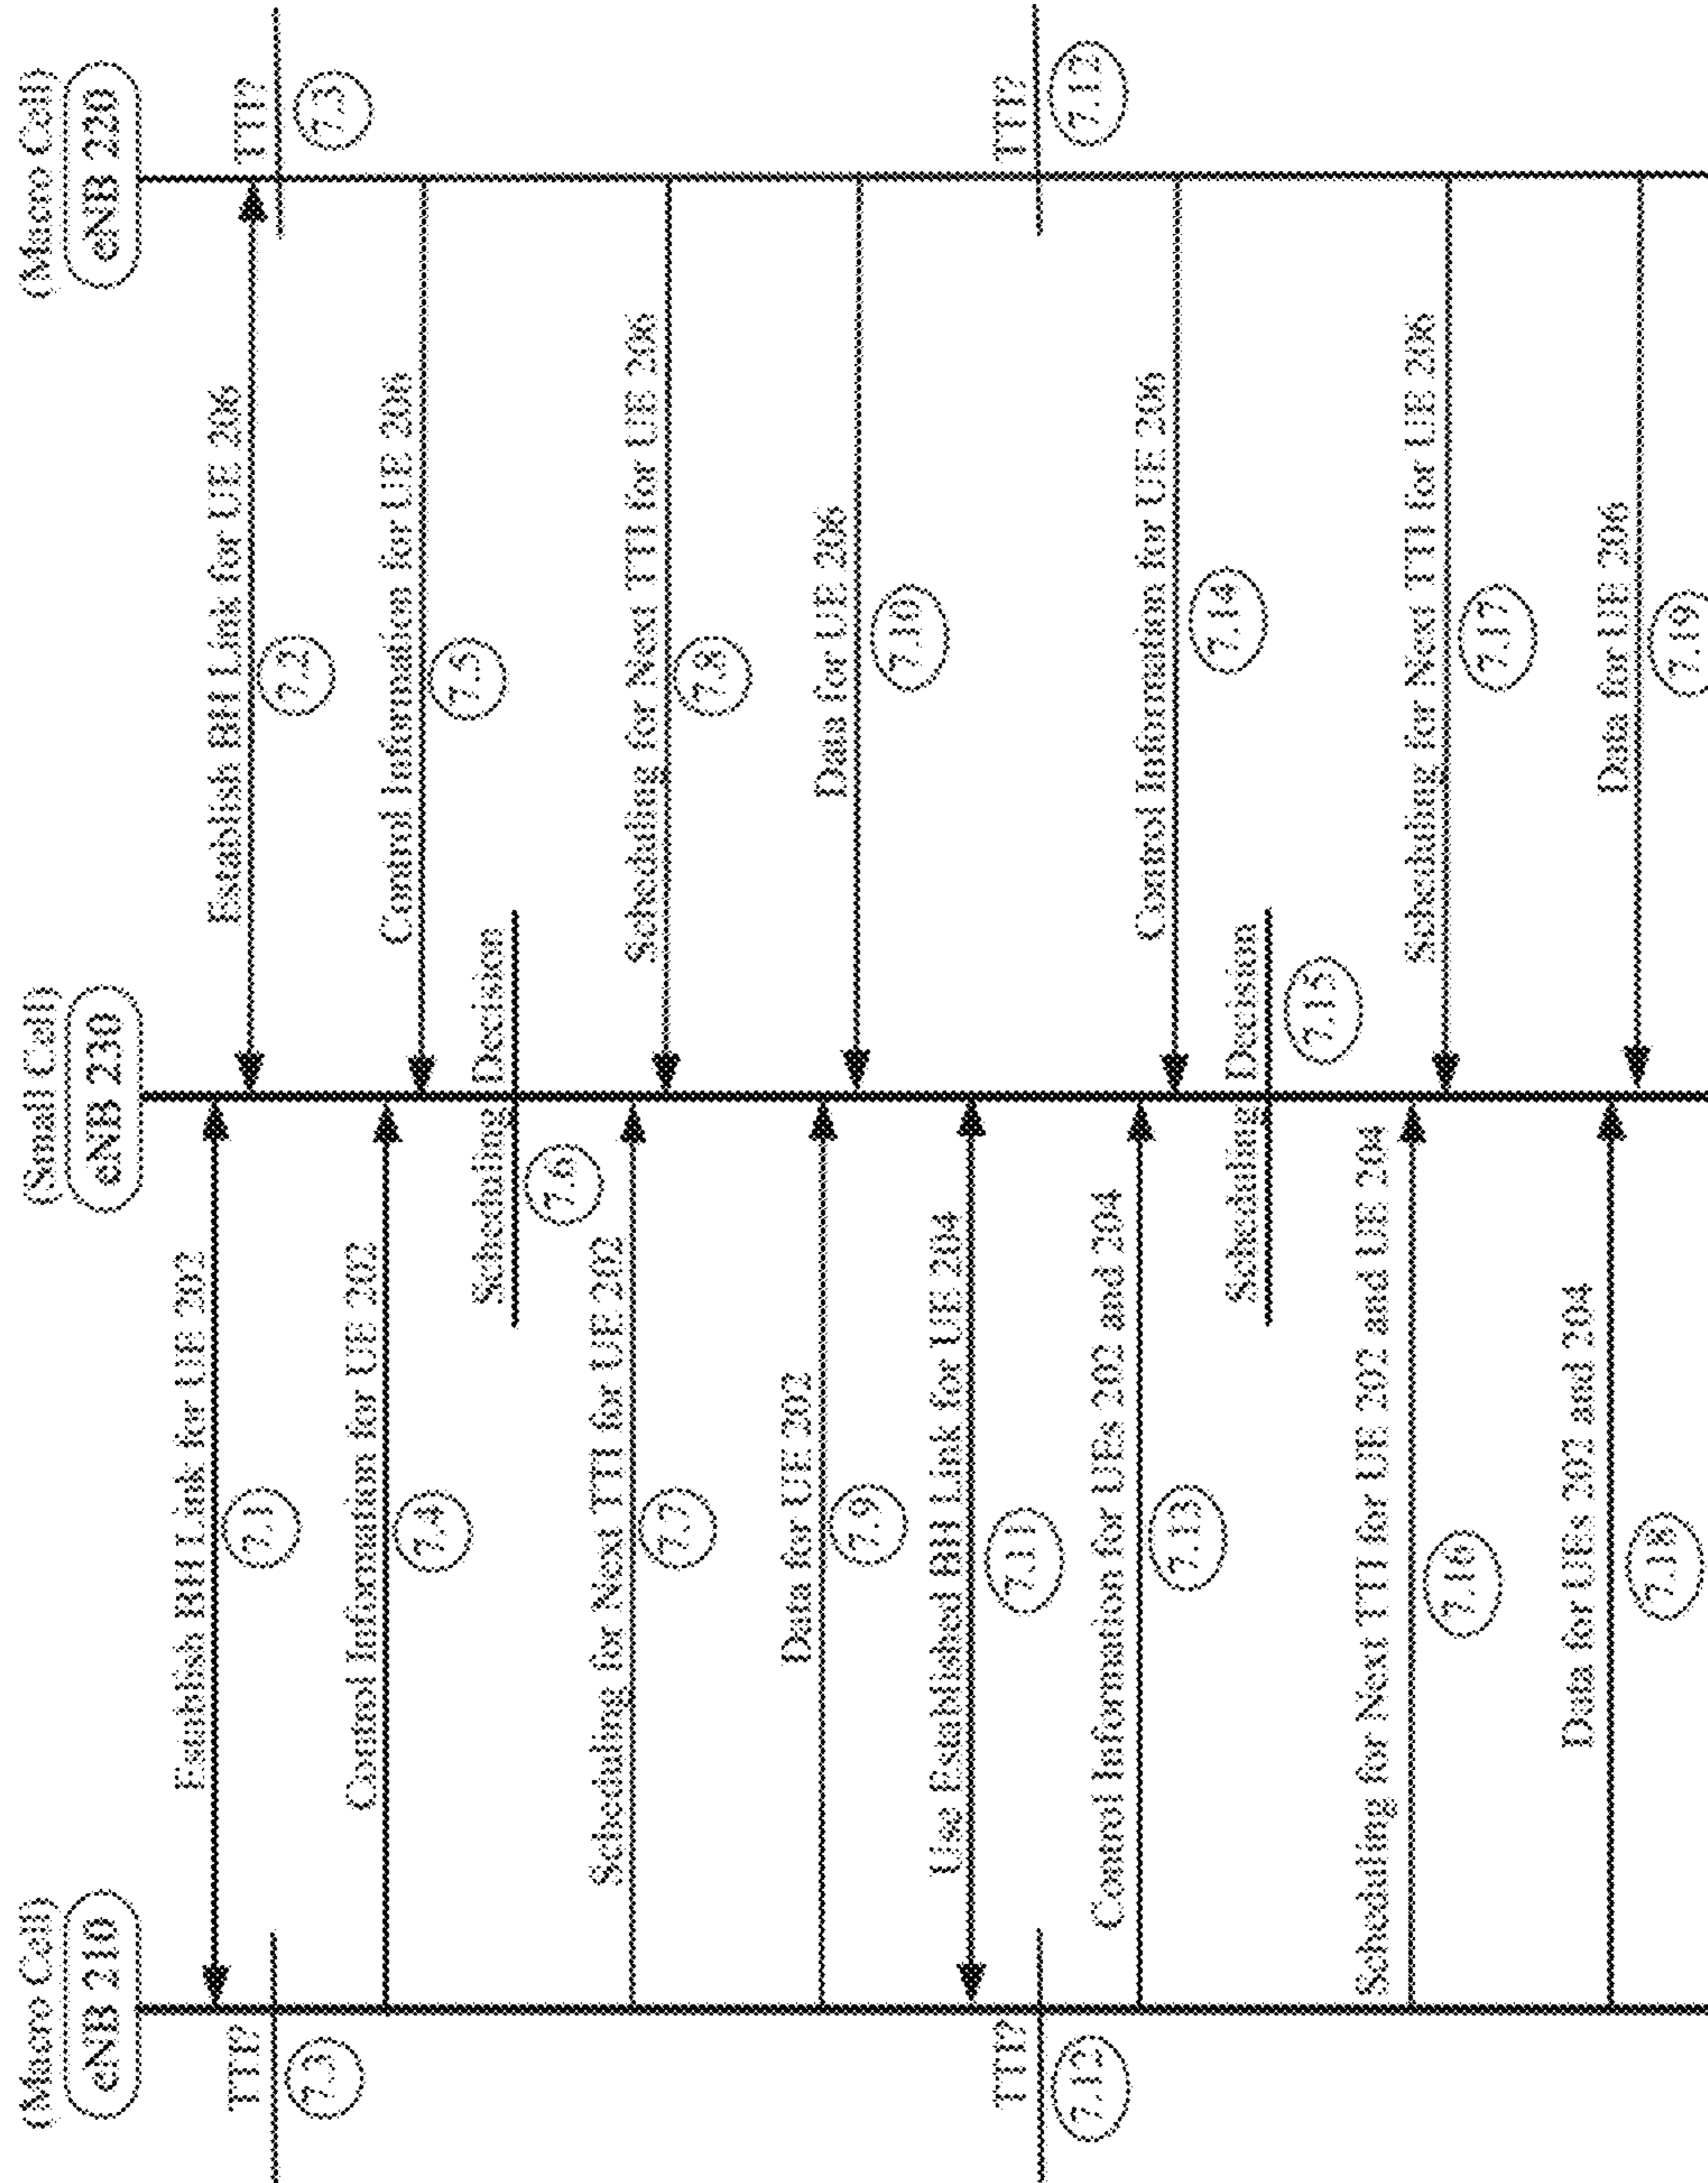 (Macro Cell)
eNB 210
(Small Cell)
eNB 230
(Macro Cell)
eNB 220
Establish BH Link for UE 202
7.1
Establish BH Link for UE 206
7.2
TTI?
7.3
TTI?
7.3
Control Information for UE 202
7.4
Control Information for UE 206
7.5
Scheduling Decision
7.6
Scheduling for Next TTI for UE 202
7.7
Scheduling for Next TTI for UE 206
7.8
Data for UE 202
7.9
Data for UE 206
7.10
Use Established BH Link for UE 204
7.11
TTI?
7.12
TTI?
7.12
Control Information for UEs 202 and 204
7.13
Control Information for UE 206
7.14
Scheduling Decision
7.15
Scheduling for Next TTI for UE 202 and UE 204
7.16
Scheduling for Next TTI for UE 206
7.17
Data for UEs 202 and 204
7.18
Data for UE 206
7.19